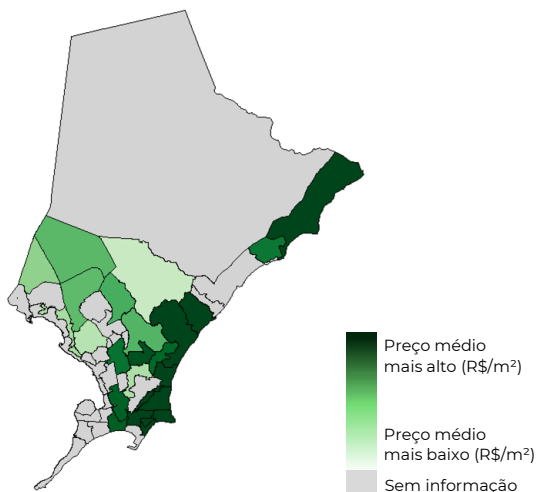 Preço médio
mais alto (R$/m²)
Preço médio
mais baixo (R$/m²)
Sem informação